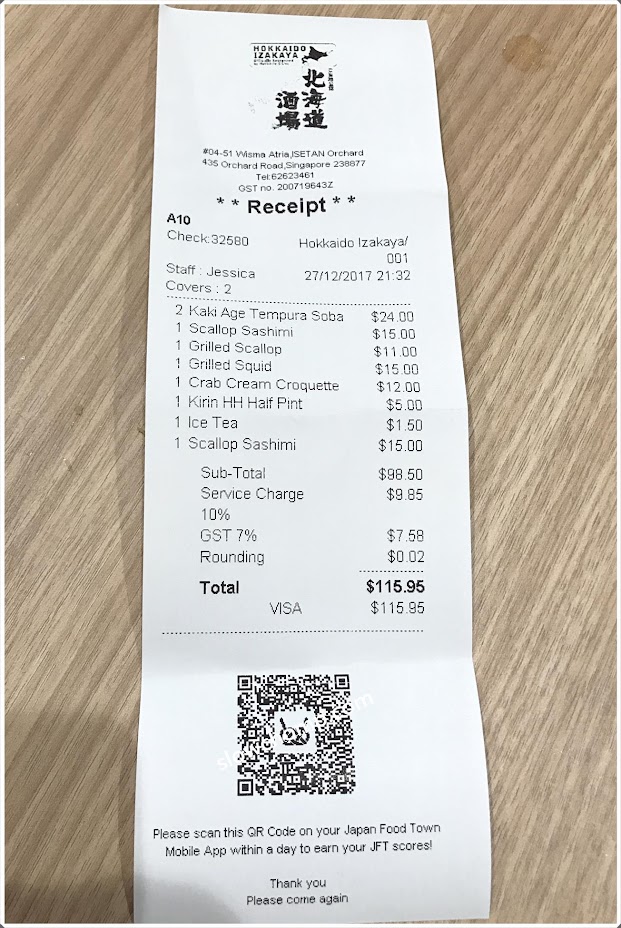 HOKKAIDO
IZAKAYA
北海道
酒場
#04-51 Wisma Atria,ISETAN Orchard
435 Orchard Road,Singapore 238877
Tel:62623461
GST no. 200719643Z
* * Receipt * *
A10
Check:32580 Hokkaido Izakaya/
001
Staff : Jessica 27/12/2017 21:32
Covers : 2
2 Kaki Age Tempura Soba $24.00
1 Scallop Sashimi $15.00
1 Grilled Scallop $11.00
1 Grilled Squid $15.00
1 Crab Cream Croquette $12.00
1 Kirin HH Half Pint $5.00
1 Ice Tea $1.50
1 Scallop Sashimi $15.00
Sub-Total $98.50
Service Charge $9.85
10%
GST 7% $7.58
Rounding $0.02
Total $115.95
VISA $115.95
Please scan this QR Code on your Japan Food Town
Mobile App within a day to earn your JFT scores!
Thank you
Please come again